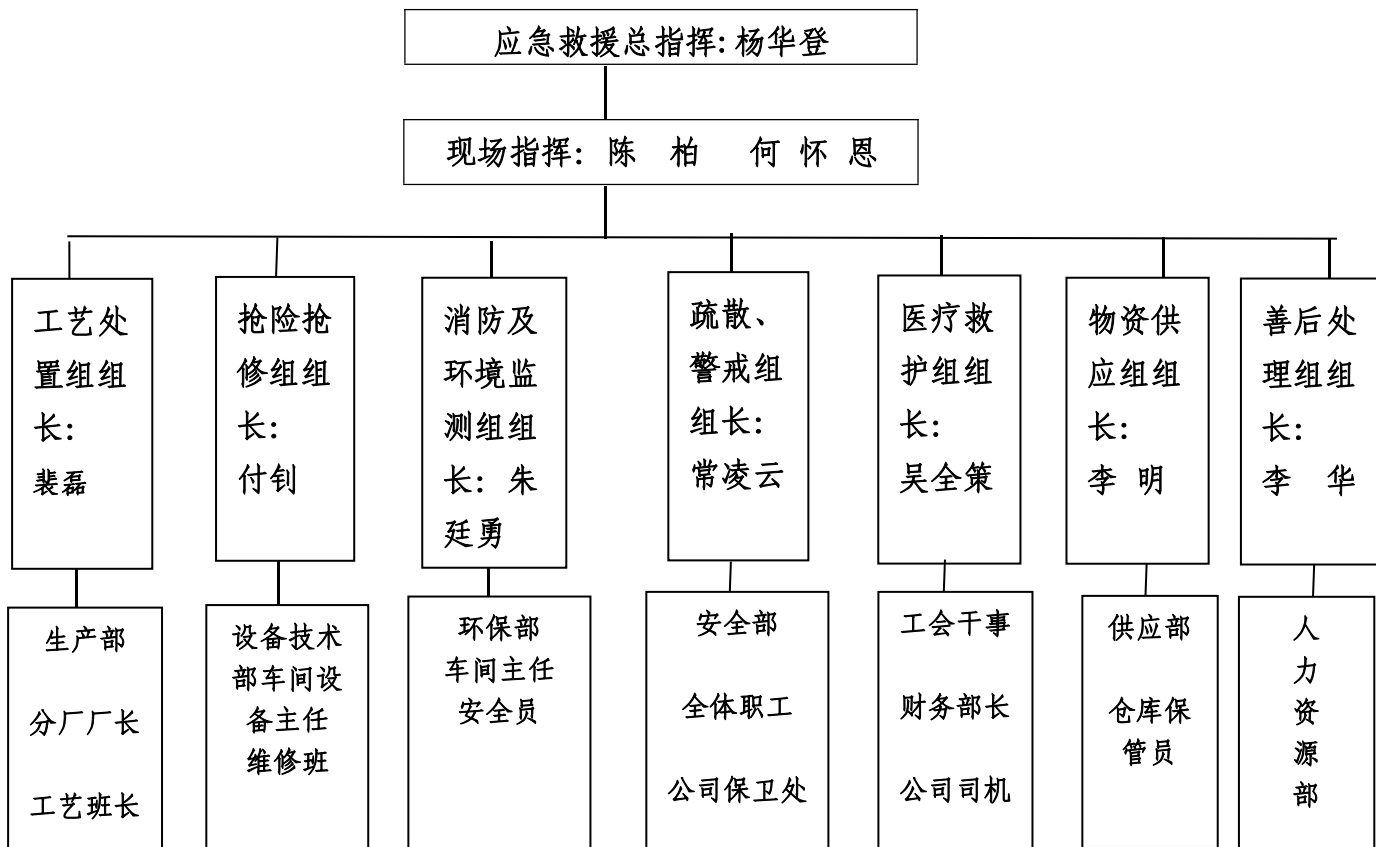 应急救援总指挥:杨华登
现场指挥: 陈 柏 何 怀 恩
工艺处
置组组
长:
裴磊
抢险抢
修组组
长:
付钊
消防及
环境监
测组组
长: 朱
廷勇
疏散、
警戒组
组长:
常凌云
医疗救
护组组
长:
吴全策
物资供
应组组
长:
李 明
善后处
理组组
长:
李 华
生产部
分厂厂长
工艺班长
设备技术
部车间设
备主任
维修班
环保部
车间主任
安全员
安全部
全体职工
公司保卫处
工会干事
财务部长
公司司机
供应部
仓库保
管员
人
力
资
源
部